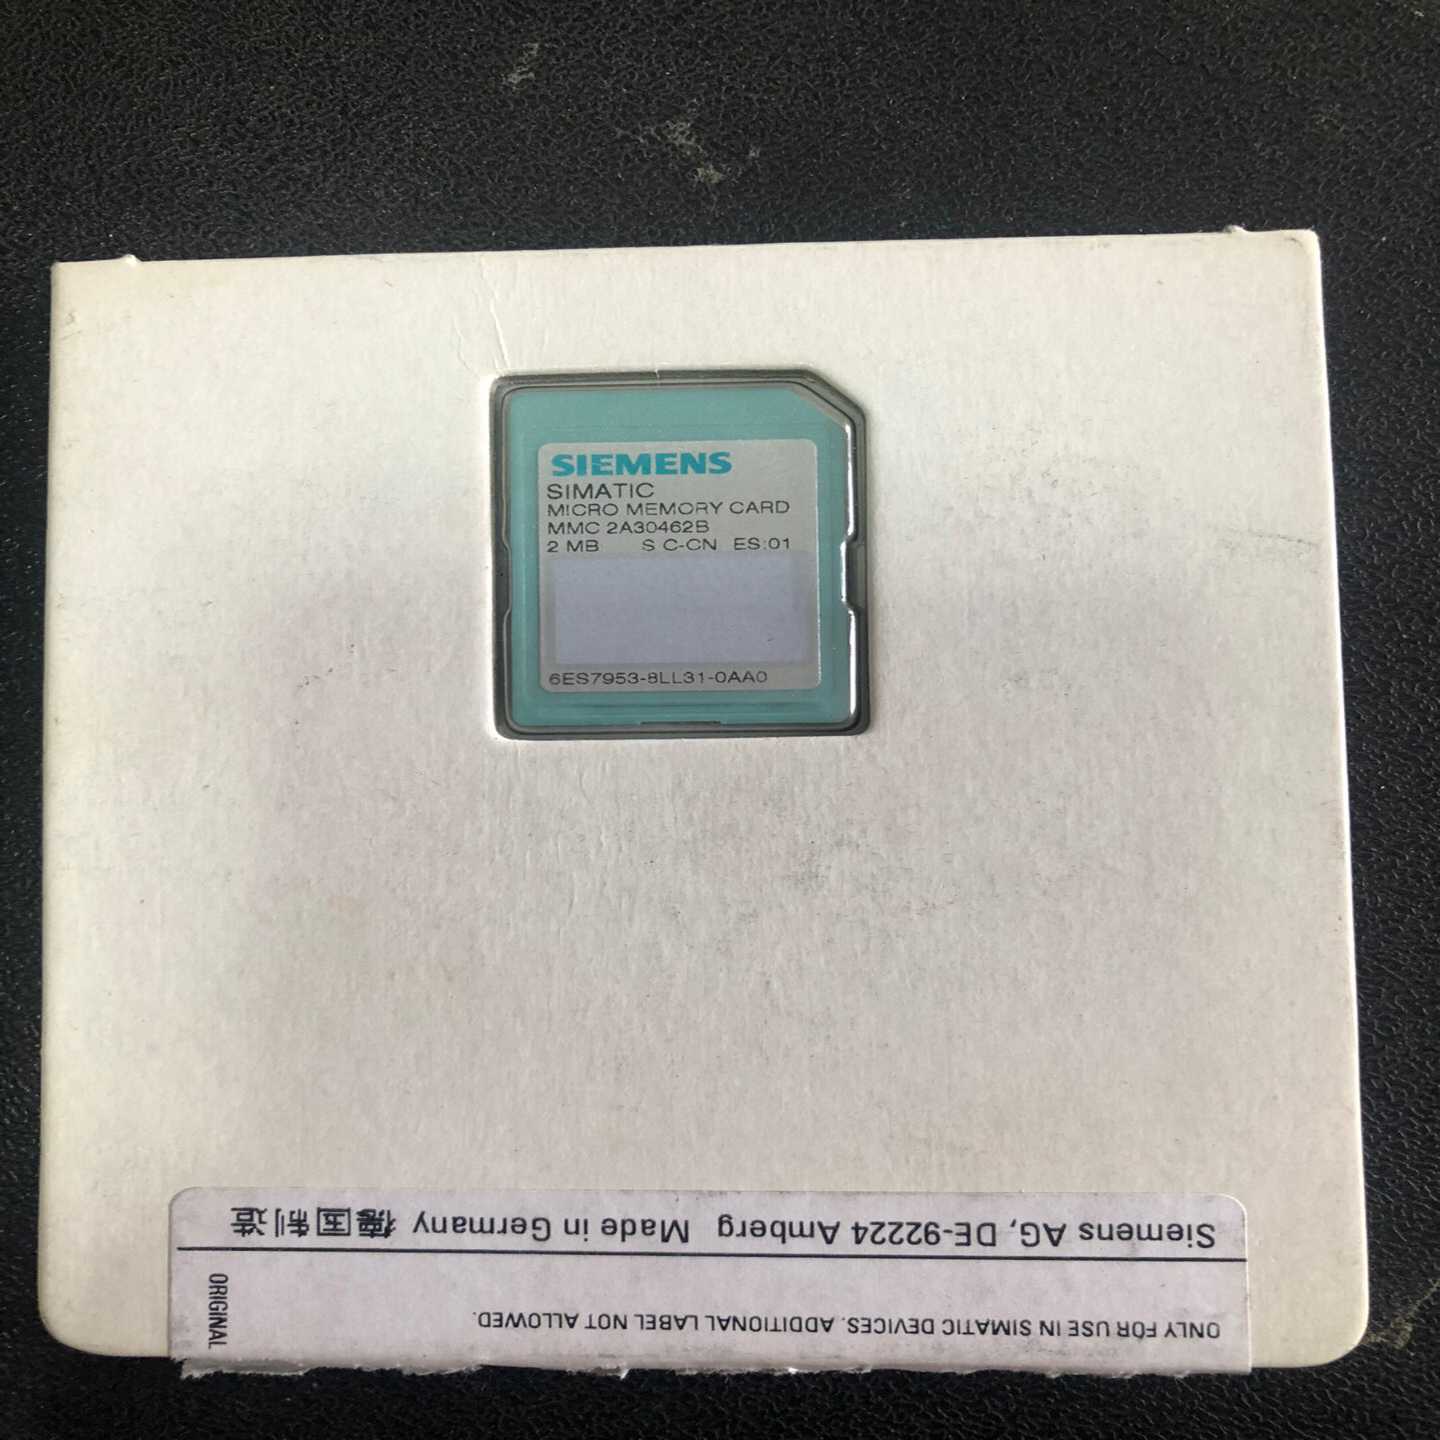 SIEMENS
SIMATIC
MICRO MEMORY CARD
MMC 2A30462B
2 MB S C-CN ES:01
6ES7953-8LL31-0AA0
Siemens AG, DE-92224 Amberg Made in Germany 德国制造
ONLY FOR USE IN SIMATIC DEVICES. ADDITIONAL LABEL NOT ALLOWED.
ORIGINAL